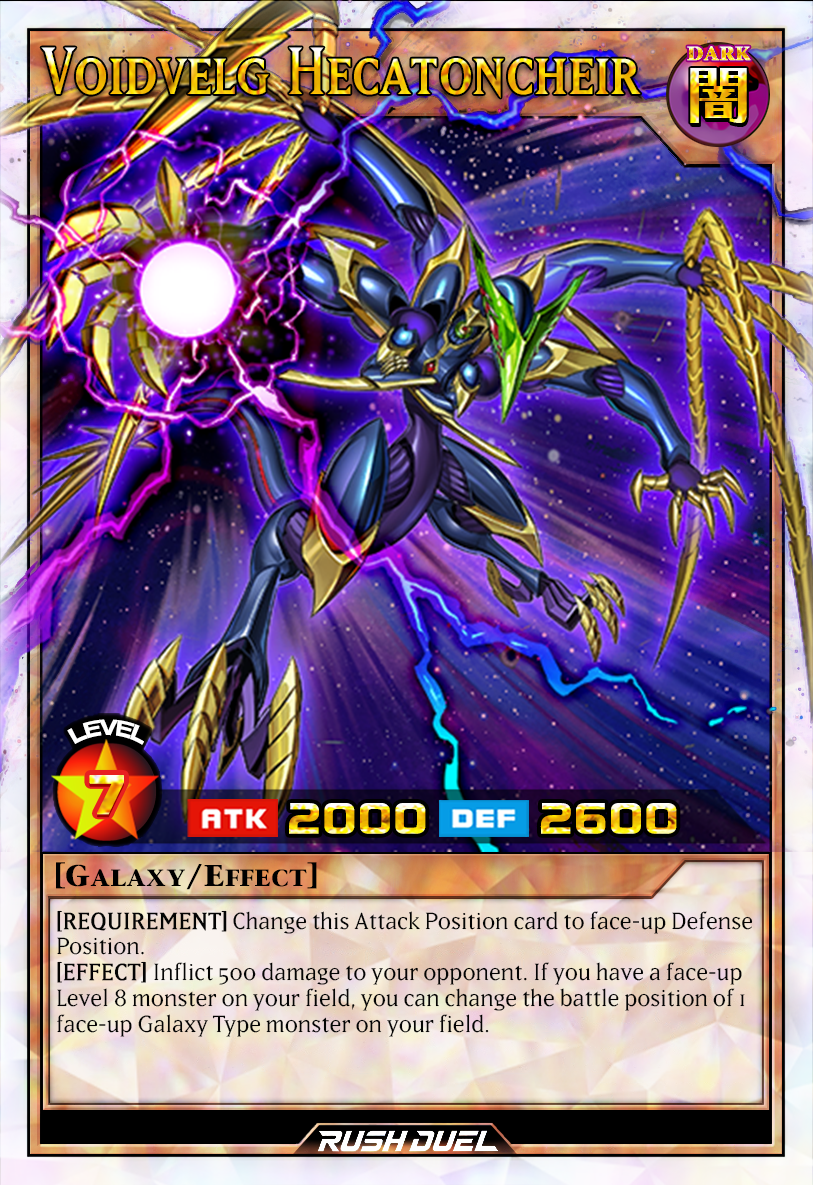 VOIDVELG HECATONCHEIR
DARK
闇
LEVEL
7
ATK 2000 DEF 2600
[GALAXY/EFFECT]
[REQUIREMENT] Change this Attack Position card to face-up Defense
Position.
[EFFECT] Inflict 500 damage to your opponent. If you have a face-up
Level 8 monster on your field, you can change the battle position of 1
face-up Galaxy Type monster on your field.
RUSH DUEL